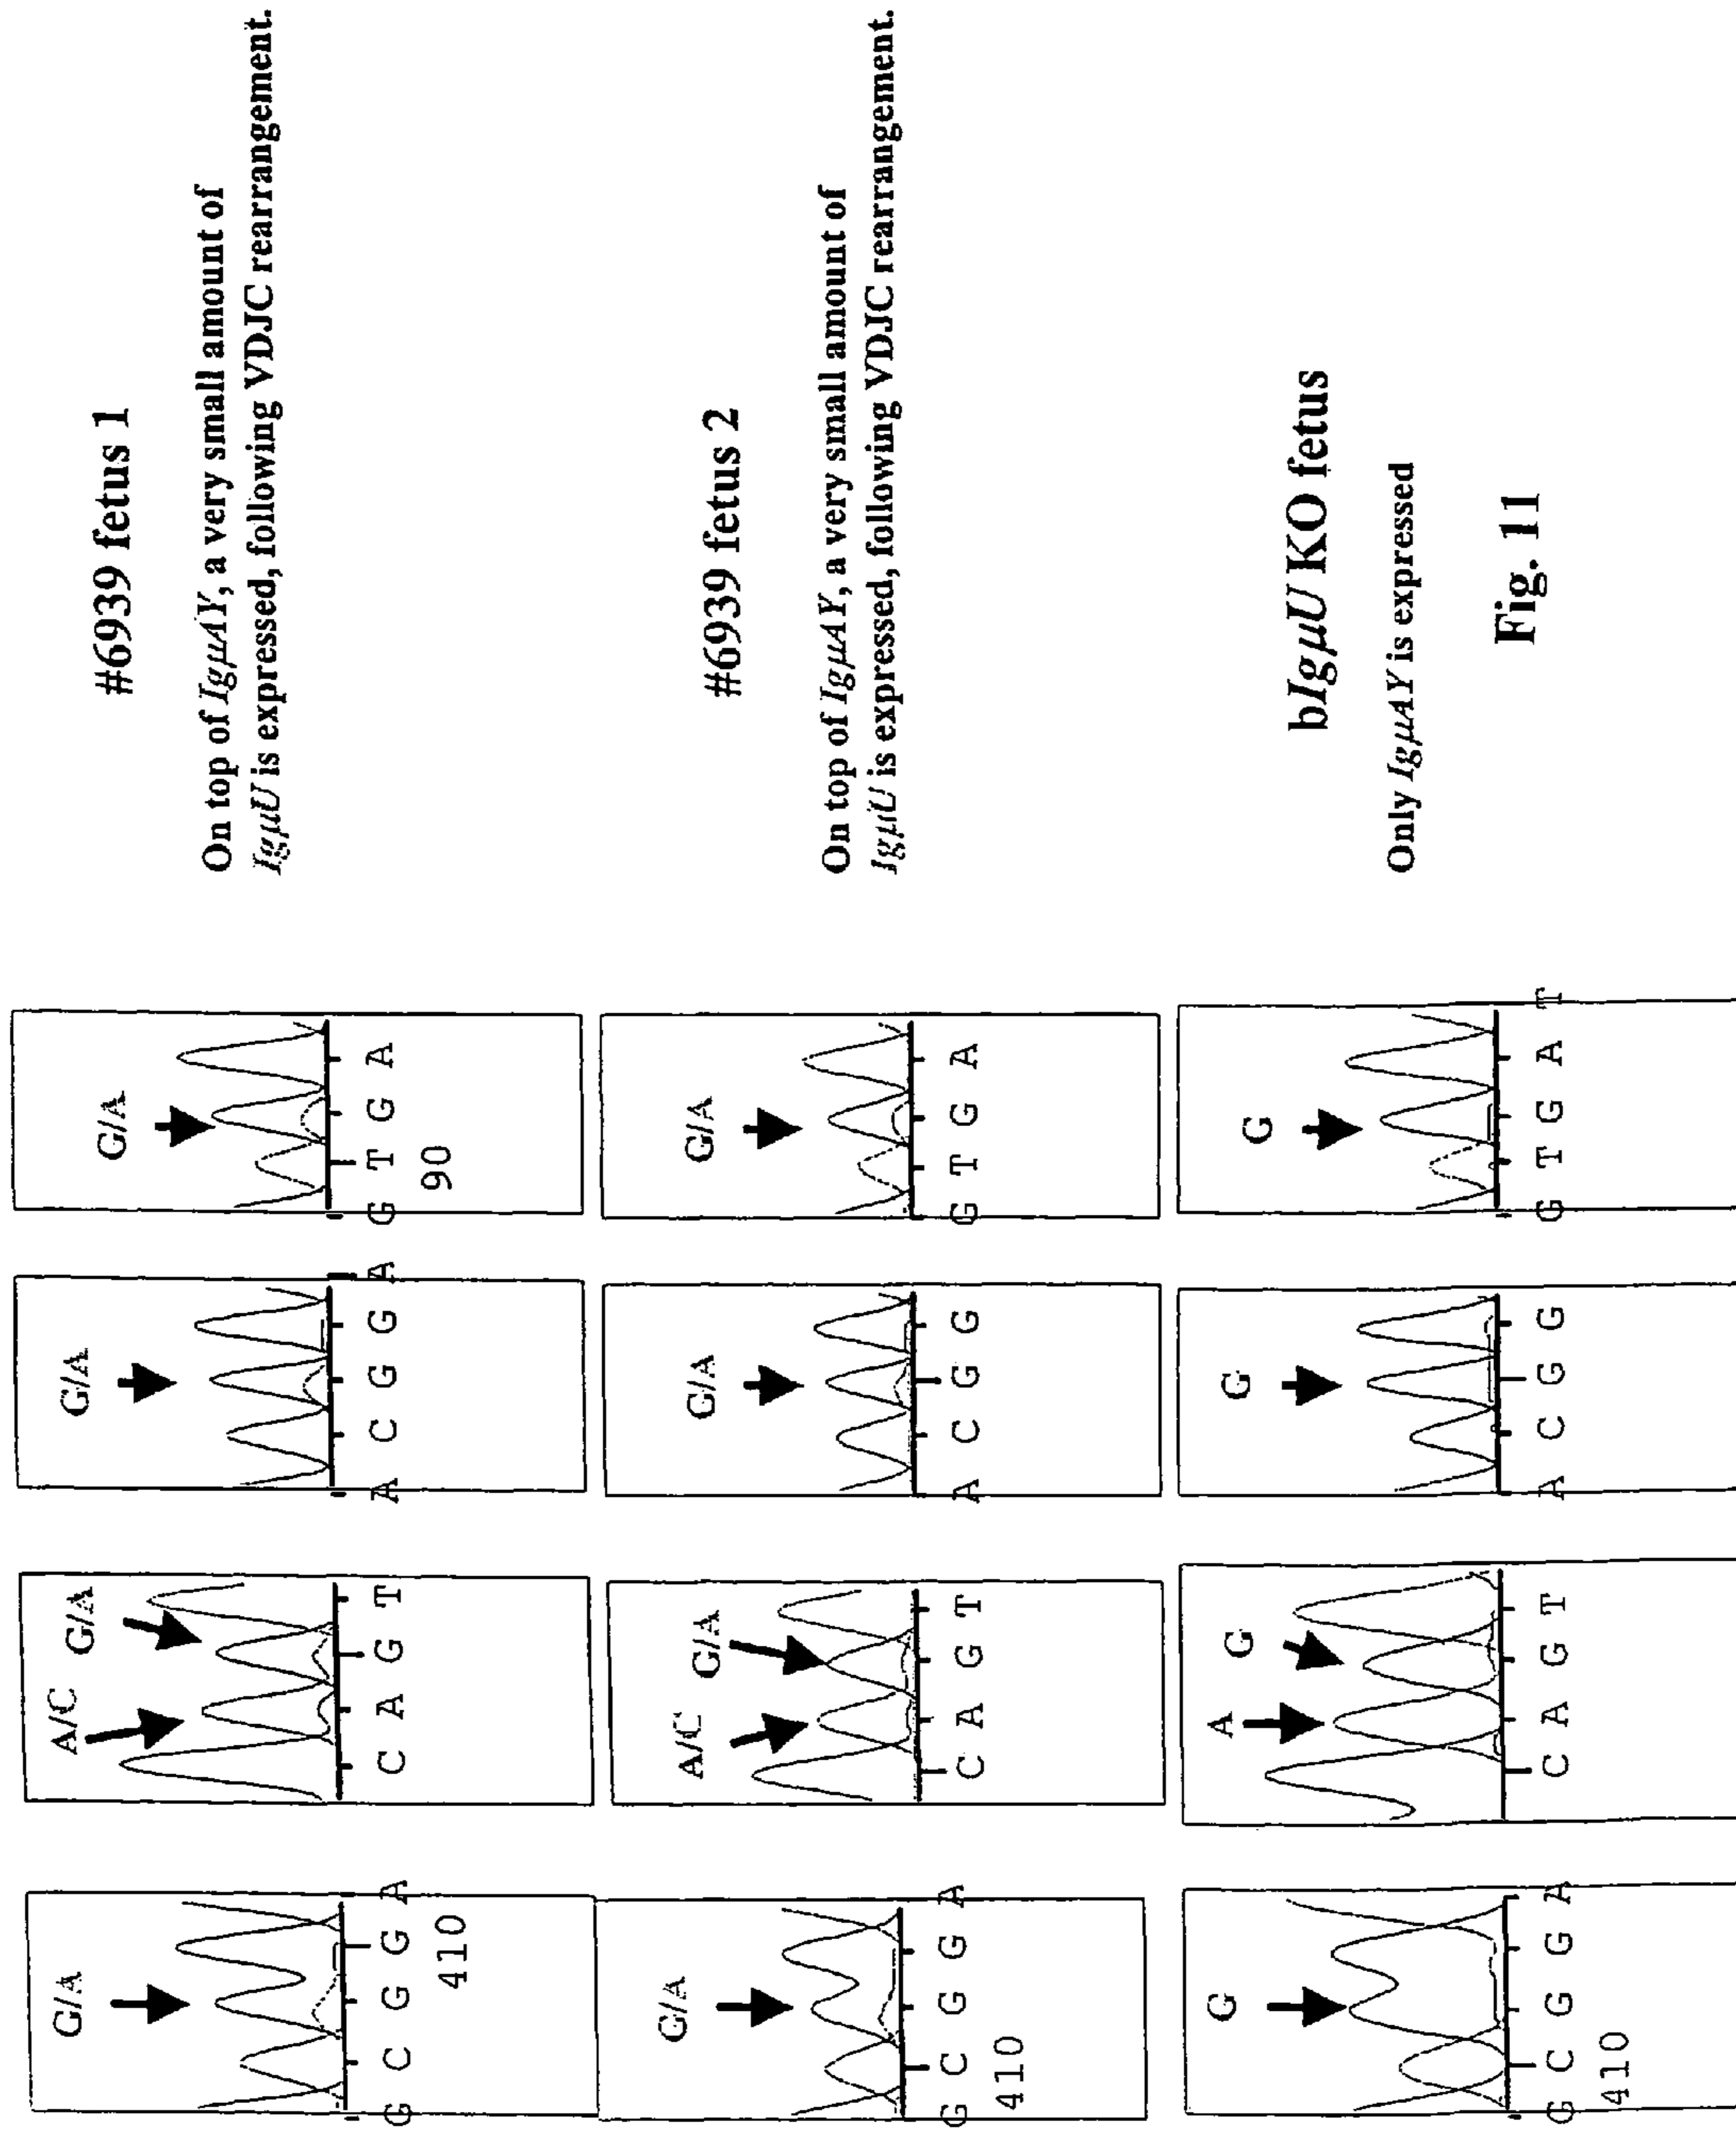 #6939 fetus 1
On top of IgμAY, a very small amount of
IgμU is expressed, following VDJC rearrangement.
G/A
G C G G A
410
A/C G/A
C A G T
G/A
A C G G A
G/A
G T G A
90
#6939 fetus 2
On top of IgμAY, a very small amount of
IgμU is expressed, following VDJC rearrangement.
G/A
G C G G A
410
A/C G/A
C A G T
G/A
A C G G
G/A
G T G A
bIgμU KO fetus
Only IgμAY is expressed
G
G C G G A
410
A G
C A G T
G
A C G G
G
G T G A T
Fig. 11